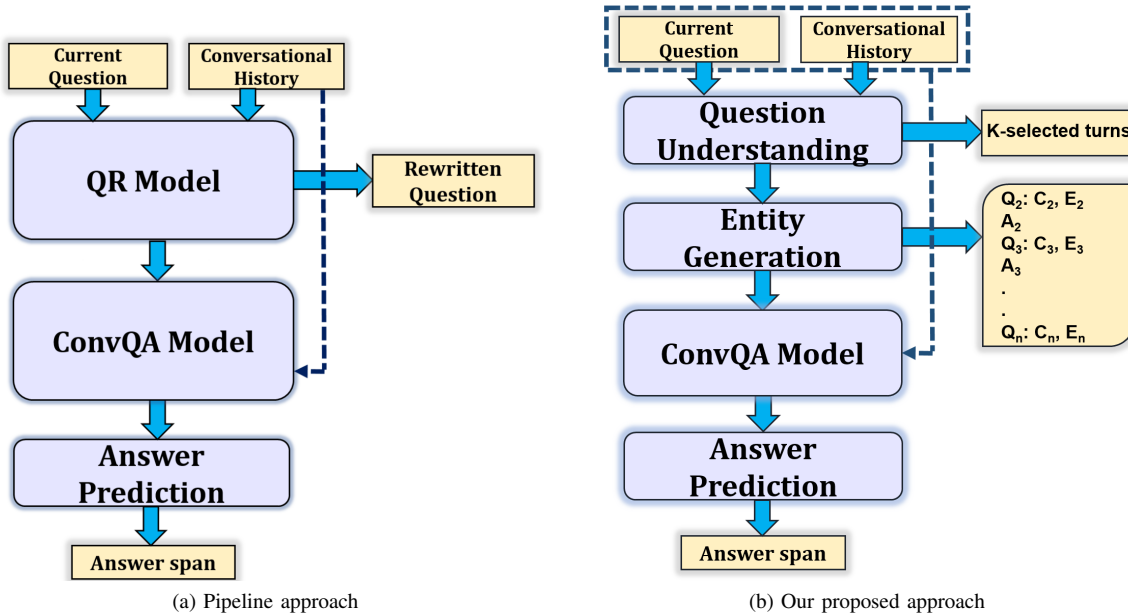 Current
Question
Conversational
History
QR Model
Rewritten
Question
ConvQA Model
Answer
Prediction
Answer span
(a) Pipeline approach
Current
Question
Conversational
History
Question
Understanding
K-selected turns
Entity
Generation
Q₂: C₂, E₂
A₂
Q₃: C₃, E₃
A₃
.
.
Qₙ: Cₙ, Eₙ
ConvQA Model
Answer
Prediction
Answer span
(b) Our proposed approach